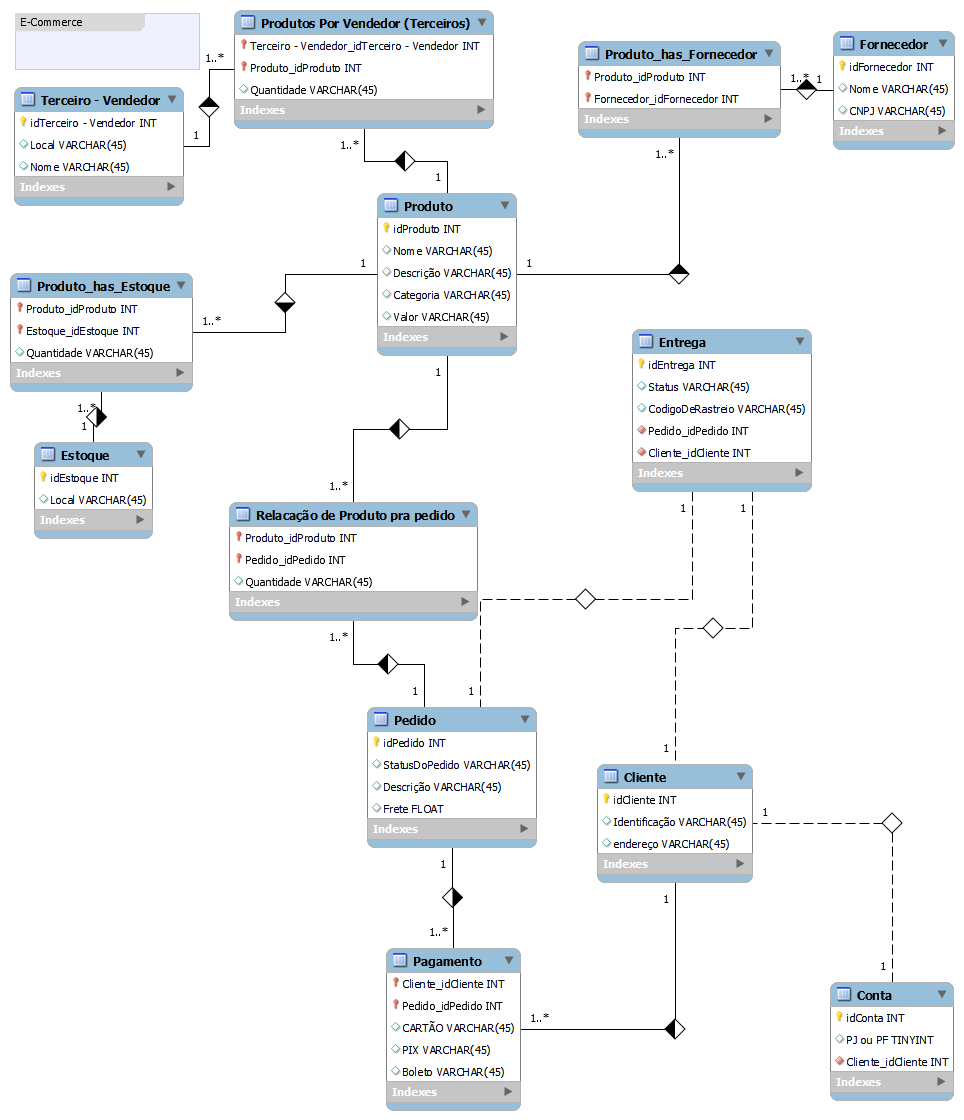 E-Commerce
Produtos Por Vendedor (Terceiros)
Terceiro - Vendedor_idTerceiro - Vendedor INT
Produto_idProduto INT
Quantidade VARCHAR(45)
Indexes
1..*
1
Terceiro - Vendedor
idTerceiro - Vendedor INT
Local VARCHAR(45)
Nome VARCHAR(45)
Indexes
Produto_has_Fornecedor
Produto_idProduto INT
Fornecedor_idFornecedor INT
Indexes
1..*
1
Fornecedor
idFornecedor INT
Nome VARCHAR(45)
CNPJ VARCHAR(45)
Indexes
1..*
1
1..*
1
Produto
idProduto INT
Nome VARCHAR(45)
Descrição VARCHAR(45)
Categoria VARCHAR(45)
Valor VARCHAR(45)
Indexes
1
1..*
Produto_has_Estoque
Produto_idProduto INT
Estoque_idEstoque INT
Quantidade VARCHAR(45)
Indexes
1..*
1
Estoque
idEstoque INT
Local VARCHAR(45)
Indexes
Entrega
idEntrega INT
Status VARCHAR(45)
CodigoDeRastreio VARCHAR(45)
Pedido_idPedido INT
Cliente_idCliente INT
Indexes
1
1
1
1..*
Relacação de Produto pra pedido
Produto_idProduto INT
Pedido_idPedido INT
Quantidade VARCHAR(45)
Indexes
1..*
1
1
Pedido
idPedido INT
StatusDoPedido VARCHAR(45)
Descrição VARCHAR(45)
Frete FLOAT
Indexes
1
Cliente
idCliente INT
Identificação VARCHAR(45)
endereço VARCHAR(45)
Indexes
1
1
1
1..*
Pagamento
Cliente_idCliente INT
Pedido_idPedido INT
CARTÃO VARCHAR(45)
PIX VARCHAR(45)
Boleto VARCHAR(45)
Indexes
1..*
1
Conta
idConta INT
PJ ou PF TINYINT
Cliente_idCliente INT
Indexes